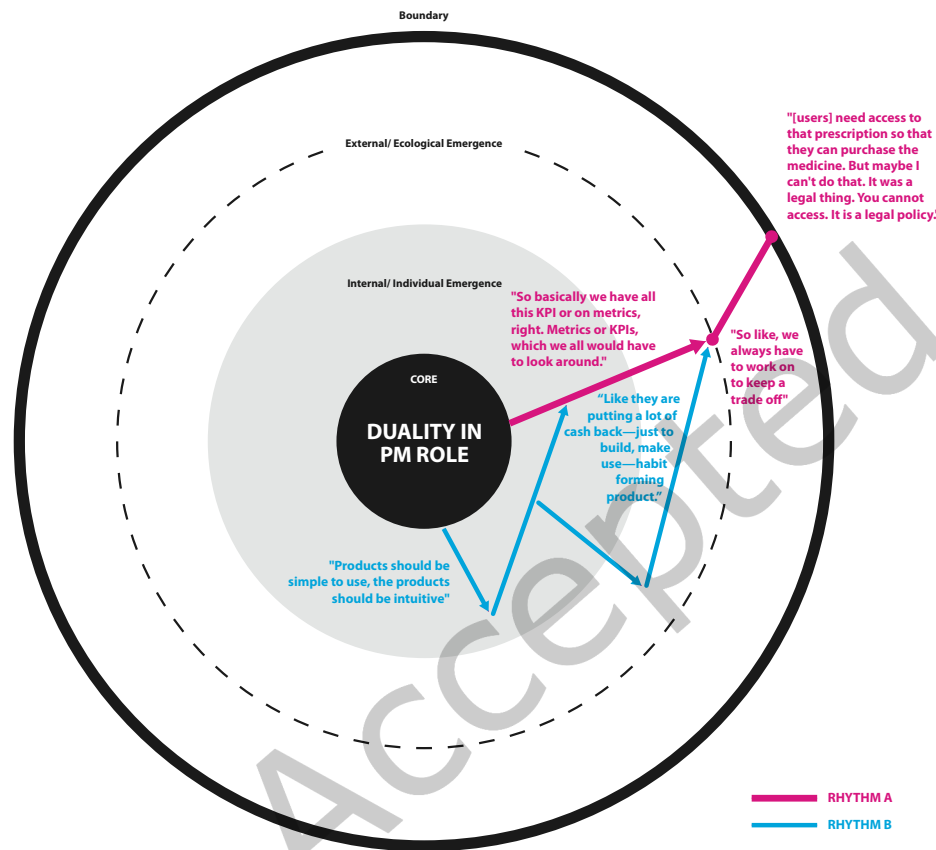 Boundary
"[users] need access to
that prescription so that
they can purchase the
medicine. But maybe I
can't do that. It was a
legal thing. You cannot
access. It is a legal policy."
External/ Ecological Emergence
Internal/ Individual Emergence
"So basically we have all
this KPI or on metrics,
right. Metrics or KPIs,
which we all would have
to look around."
"So like, we
always have
to work on
to keep a
trade off"
CORE
DUALITY IN
PM ROLE
“Like they are
putting a lot of
cash back—just to
build, make
use—habit
forming
product.”
"Products should be
simple to use, the products
should be intuitive"
Accepted
RHYTHM A
RHYTHM B